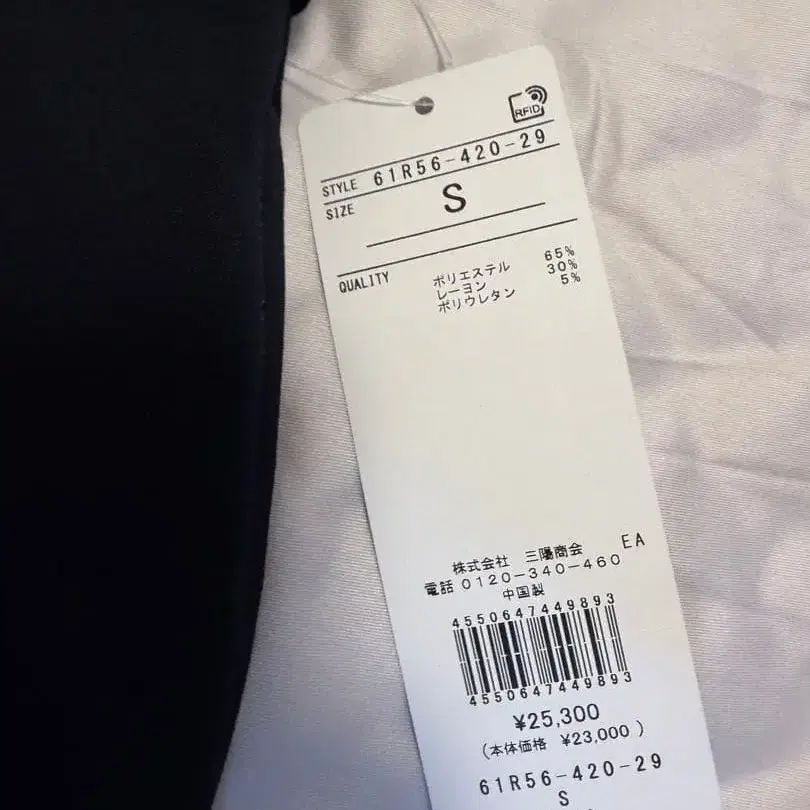 RFID
STYLE 61R56-420-29
SIZE S
QUALITY ポリエステル 65%
レーヨン 30%
ポリウレタン 5%
株式会社 三陽商会 EA
電話 0120-340-460
中国製
4550647449893
4550647449893
¥25,300
(本体価格 ¥23,000 )
61R56-420-29
S